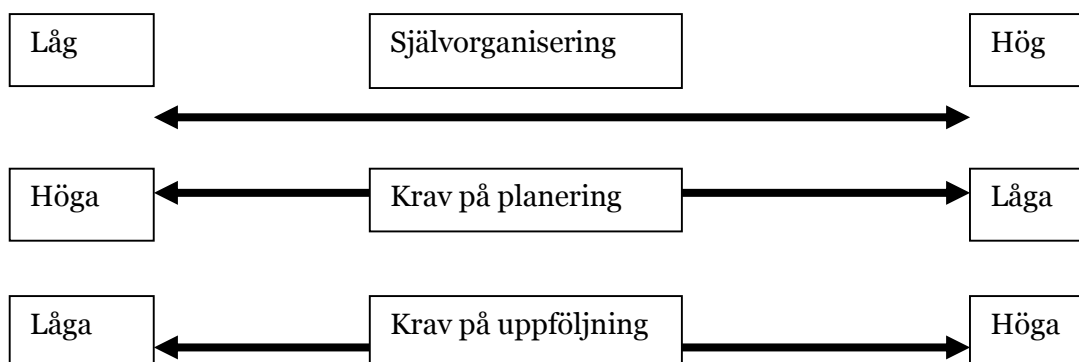 Låg Självorganisering Hög
Höga Krav på planering Låga
Låga Krav på uppföljning Höga